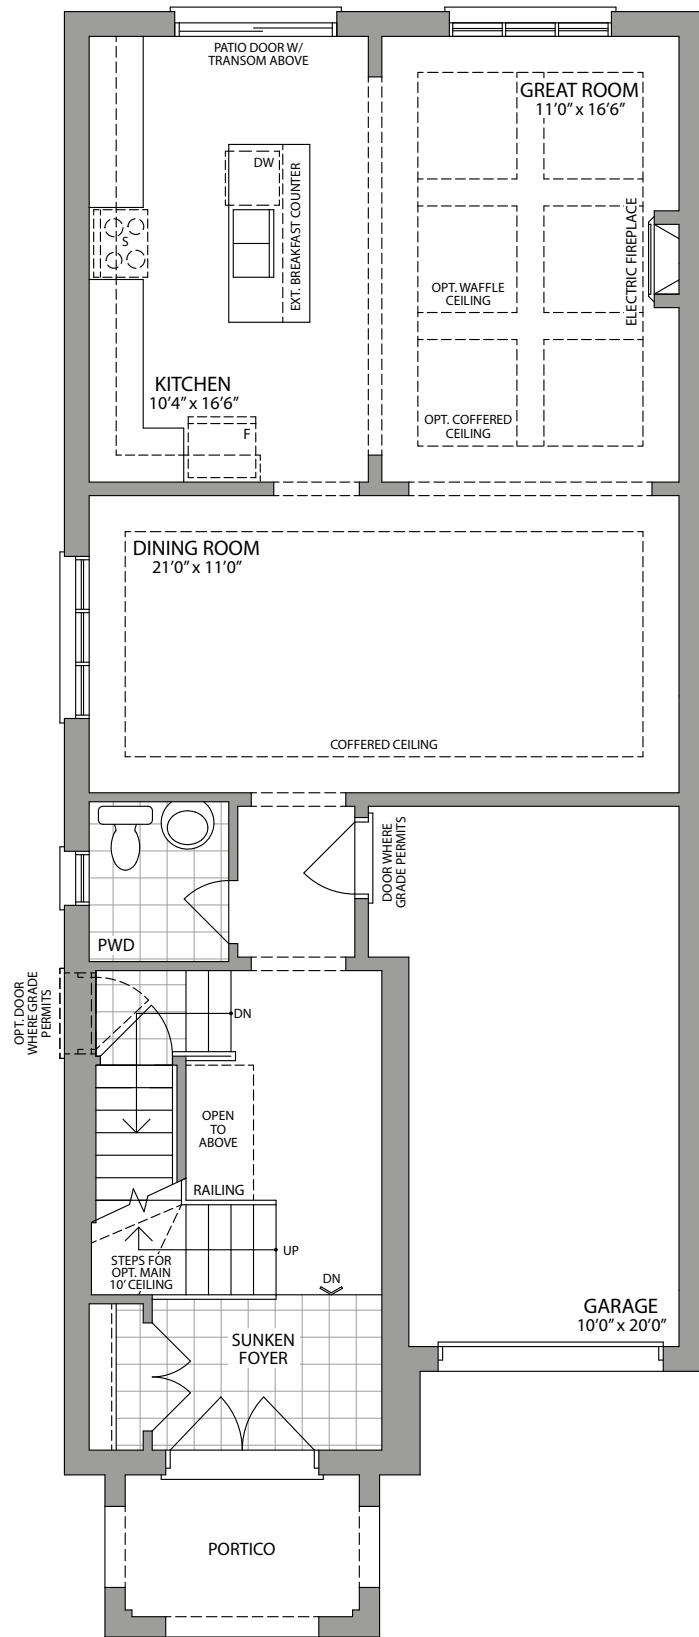 PATIO DOOR W/
TRANSOM ABOVE
GREAT ROOM
11’0” x 16’6”
DW
EXT. BREAKFAST COUNTER
S
ELECTRIC FIREPLACE
OPT. WAFFLE
CEILING
KITCHEN
10’4” x 16’6”
F
OPT. COFFERED
CEILING
DINING ROOM
21’0” x 11’0”
COFFERED CEILING
DOOR WHERE
GRADE PERMITS
PWD
OPT. DOOR
WHERE GRADE
PERMITS
DN
OPEN
TO
ABOVE
RAILING
UP
STEPS FOR
OPT. MAIN
10’ CEILING
DN
SUNKEN
FOYER
GARAGE
10’0” x 20’0”
PORTICO